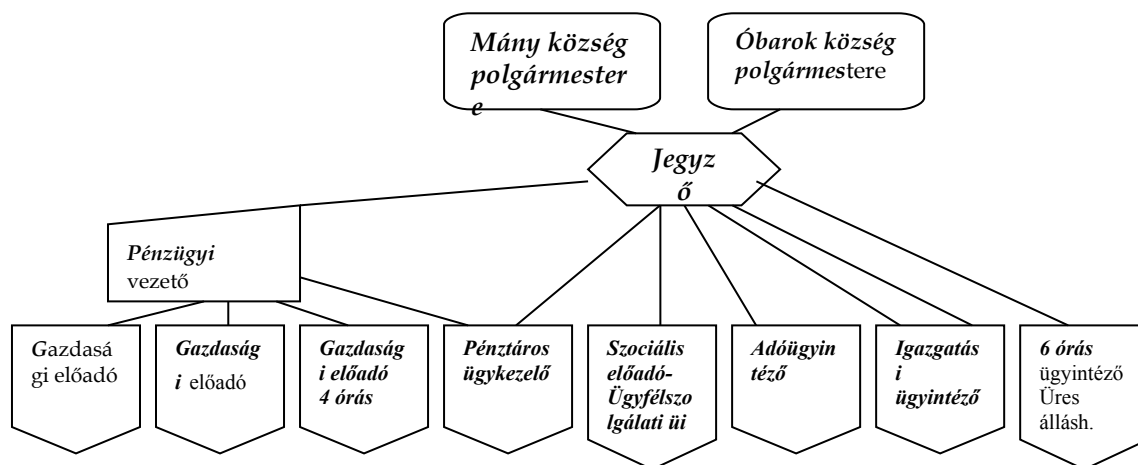 Mány község
polgármester
e
Óbarok község
polgármestere
Jegyz
ő
Pénzügyi
vezető
Gazdasá
gi előadó
Gazdaság
i előadó
Gazdaság
i előadó
4 órás
Pénztáros
ügykezelő
Szociális
előadó-
Ügyfélszo
lgálati üi
Adóügyin
téző
Igazgatás
i
ügyintéző
6 órás
ügyintéző
Üres
állásh.